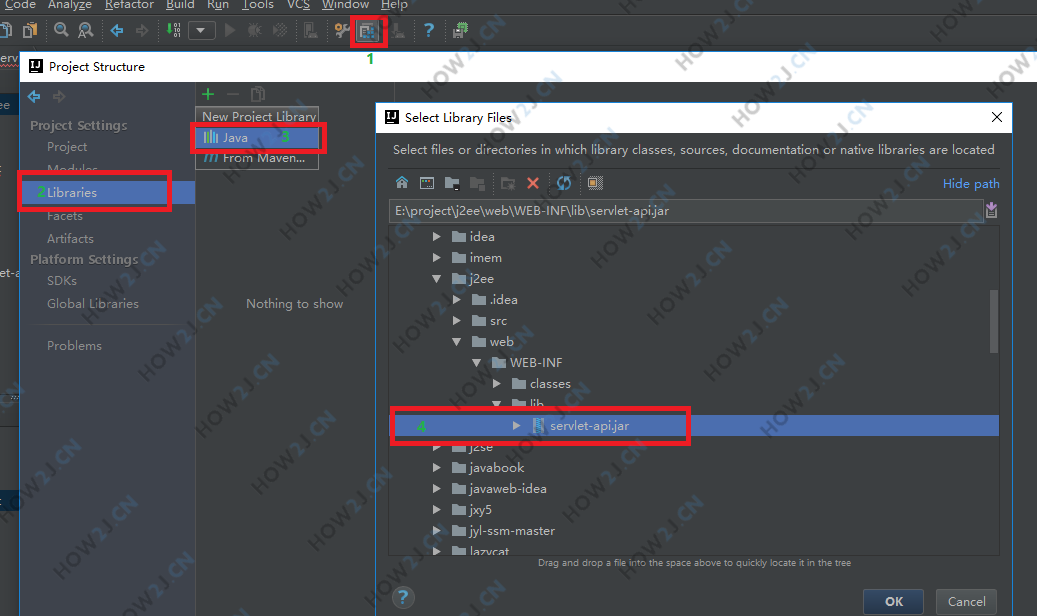 Code Analyze Refactor Build Run Tools VCS Window Help
1
Project Structure
Project Settings
Project
Modules
2 Libraries
Facets
Artifacts
Platform Settings
SDKs
Global Libraries
Problems
New Project Library
Java 3
From Maven...
Nothing to show
Select Library Files
Select files or directories in which library classes, sources, documentation or native libraries are located
Hide path
E:\project\j2ee\web\WEB-INF\lib\servlet-api.jar
idea
imem
j2ee
.idea
src
web
WEB-INF
classes
lib
4 servlet-api.jar
j2se
javabook
javaweb-idea
jxy5
jyl-ssm-master
lazycat
Drag and drop a file into the space above to quickly locate it in the tree
?
OK
Cancel
HOW2J.CN